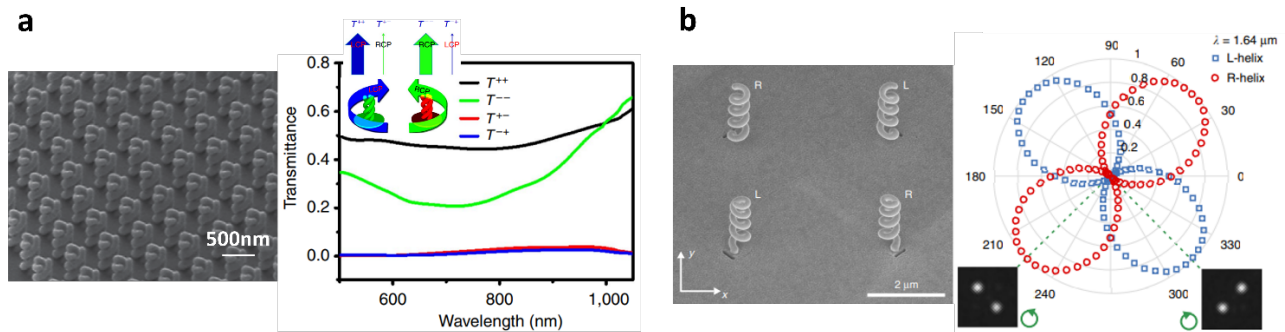 a
500nm
T++ T+- T T-+
LCP RCP RCP LCP
LCP RCP
T++
T--
T+-
T-+
0.8
0.6
0.4
0.2
0.0
Transmittance
600 800 1,000
Wavelength (nm)
b
R L
L R
y
x
2 μm
λ = 1.64 μm
L-helix
R-helix
90
120 60
150 30
180 0
210 330
240 300
1
0.8
0.6
0.4
0.2